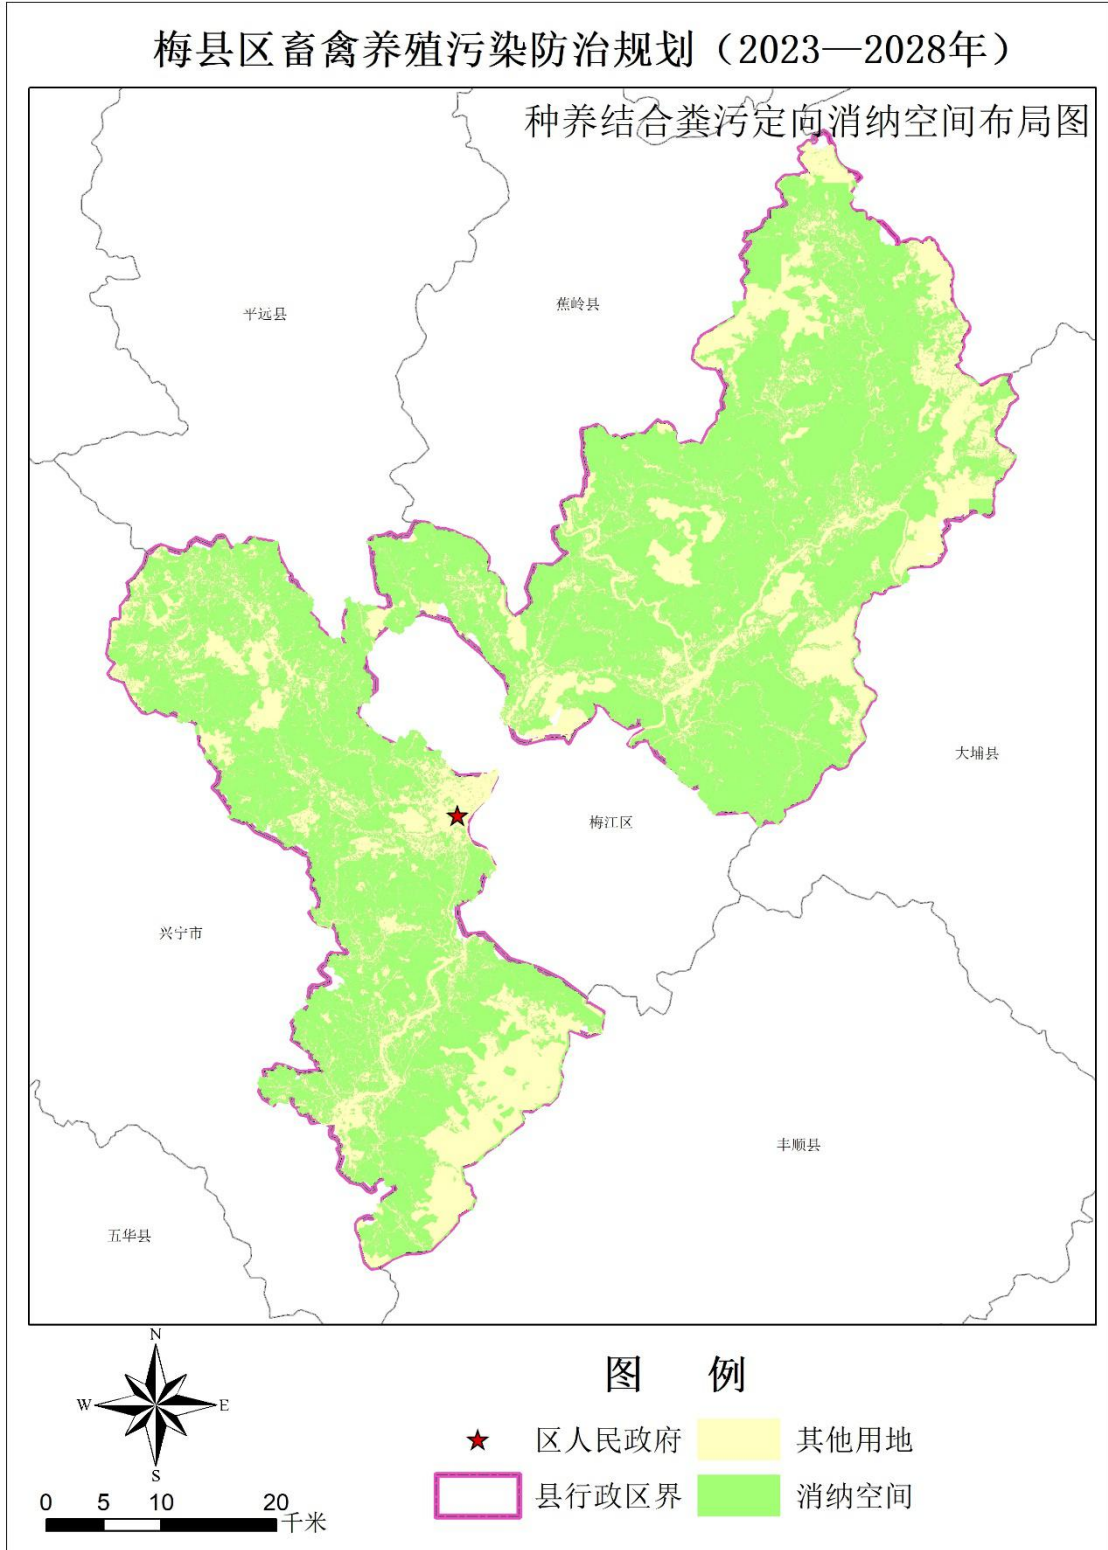 梅县区畜禽养殖污染防治规划（2023—2028年）
种养结合粪污定向消纳空间布局图
平远县
蕉岭县
大埔县
梅江区
兴宁市
丰顺县
五华县
N
W
E
S
0 5 10 20
千米
图 例
区人民政府
其他用地
县行政区界
消纳空间